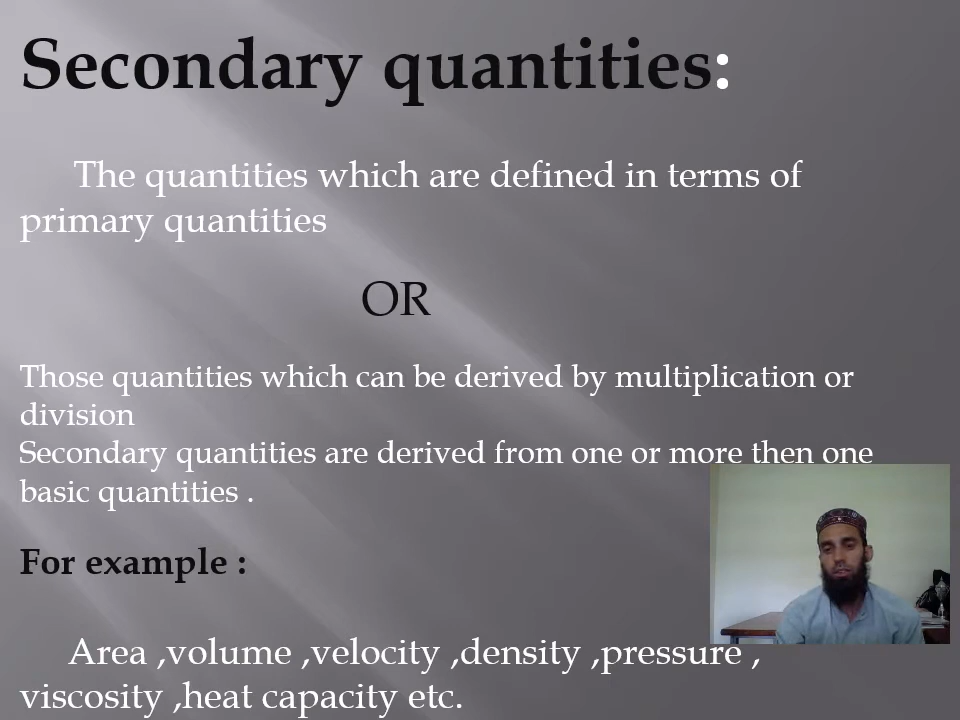 Secondary quantities:
The quantities which are defined in terms of
primary quantities
OR
Those quantities which can be derived by multiplication or
division
Secondary quantities are derived from one or more then one
basic quantities .
For example :
Area ,volume ,velocity ,density ,pressure ,
viscosity ,heat capacity etc.